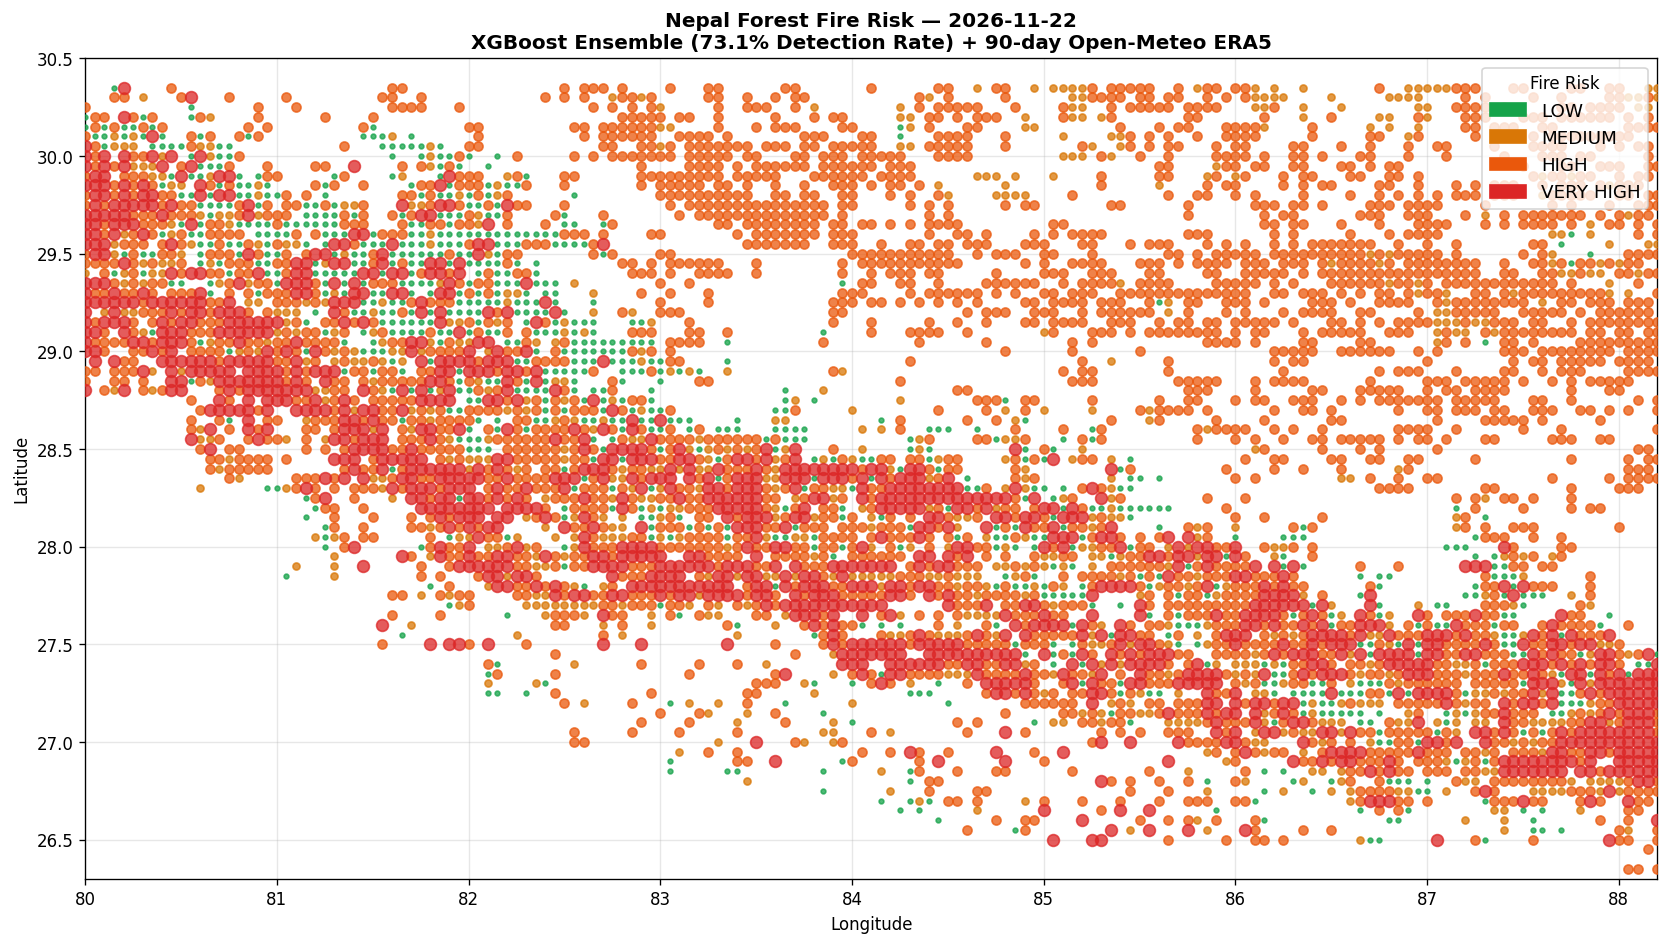 Nepal Forest Fire Risk — 2026-11-22
XGBoost Ensemble (73.1% Detection Rate) + 90-day Open-Meteo ERA5
Fire Risk
LOW
MEDIUM
HIGH
VERY HIGH
30.5
30.0
29.5
29.0
28.5
28.0
27.5
27.0
26.5
Latitude
80 81 82 83 84 85 86 87 88
Longitude